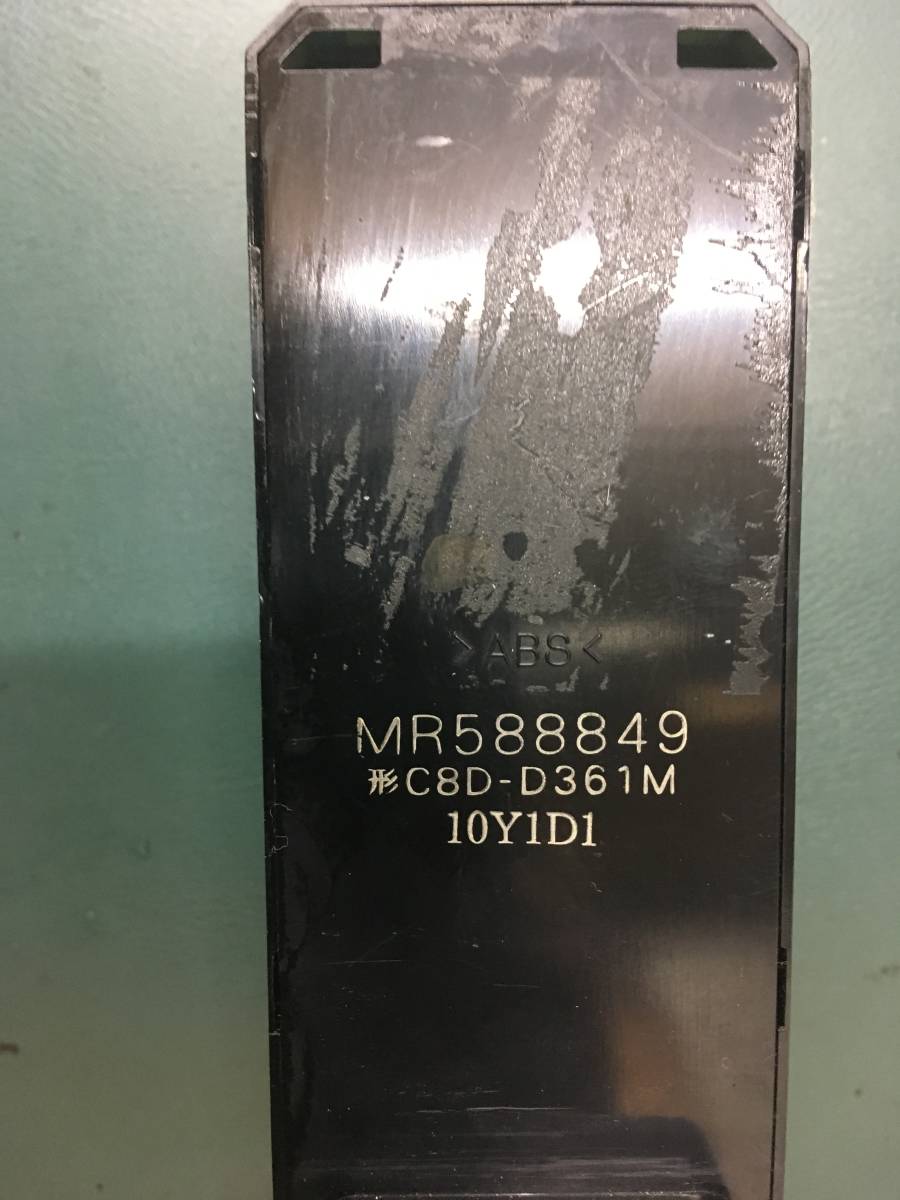 >ABS<
MR588849
形C8D-D361M
10Y1D1